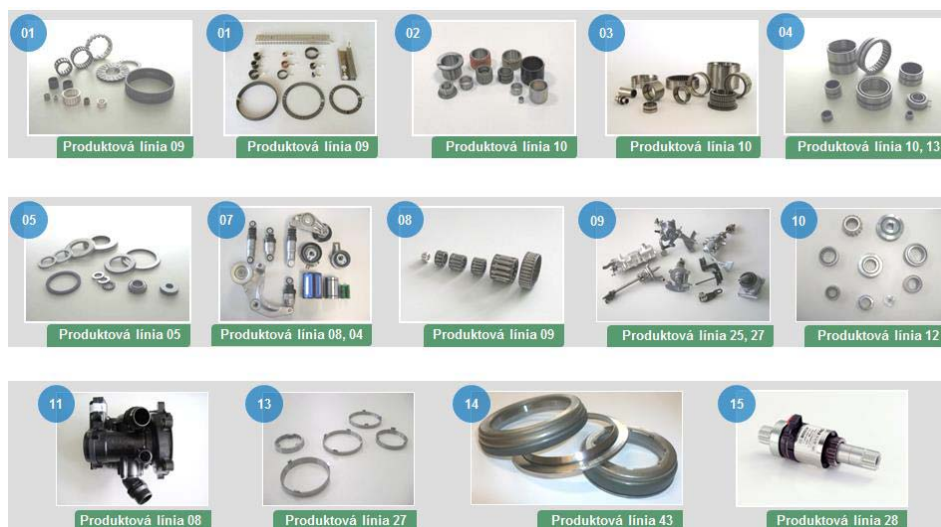 01
Produktová línia 09
01
Produktová línia 09
02
Produktová línia 10
03
Produktová línia 10
04
Produktová línia 10, 13
05
Produktová línia 05
07
Produktová línia 08, 04
08
Produktová línia 09
09
Produktová línia 25, 27
10
Produktová línia 12
11
Produktová línia 08
13
Produktová línia 27
14
Produktová línia 43
15
Produktová línia 28